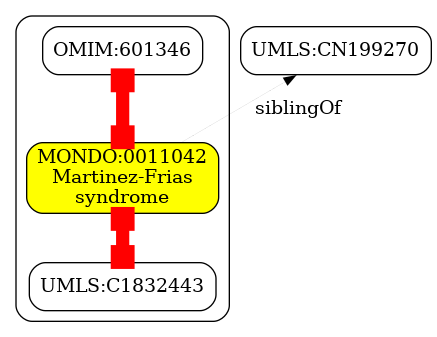 OMIM:601346
UMLS:CN199270
siblingOf
MONDO:0011042
Martinez-Frias
syndrome
UMLS:C1832443